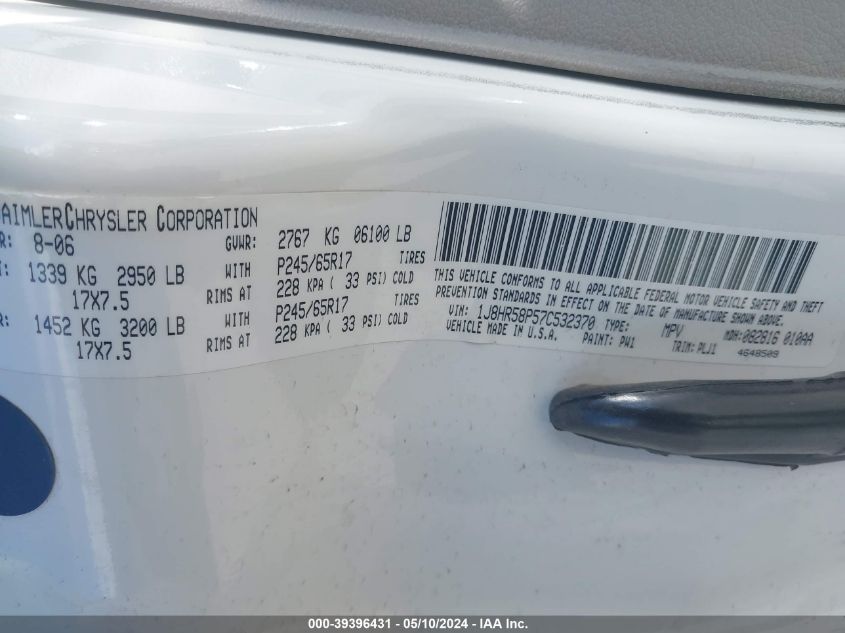 AIMLERCHRYSLER CORPORATION
R: 8-06 GVWR: 2767 KG 06100 LB
T: 1339 KG 2950 LB WITH P245/65R17 TIRES
17X7.5 RIMS AT 228 KPA ( 33 PSI) COLD
R: 1452 KG 3200 LB WITH P245/65R17 TIRES
17X7.5 RIMS AT 228 KPA ( 33 PSI) COLD
THIS VEHICLE CONFORMS TO ALL APPLICABLE FEDERAL MOTOR VEHICLE SAFETY AND THEFT
PREVENTION STANDARDS IN EFFECT ON THE DATE OF MANUFACTURE SHOWN ABOVE.
VIN: 1J8HR58P57C532370 TYPE: MPV MDH: 082816 010AA
VEHICLE MADE IN U.S.A. PAINT: PW1 TRIM: PLJ1 4648509
000-39396431 - 05/10/2024 - IAA Inc.